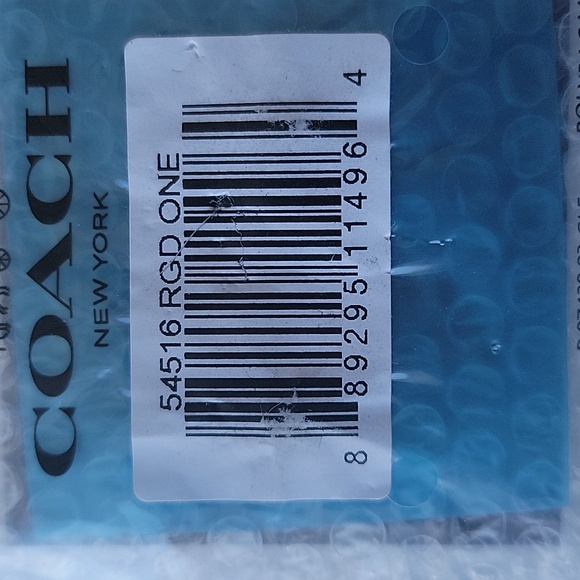 COACH
NEW YORK
54516 RGD ONE
8 89295 11496 4